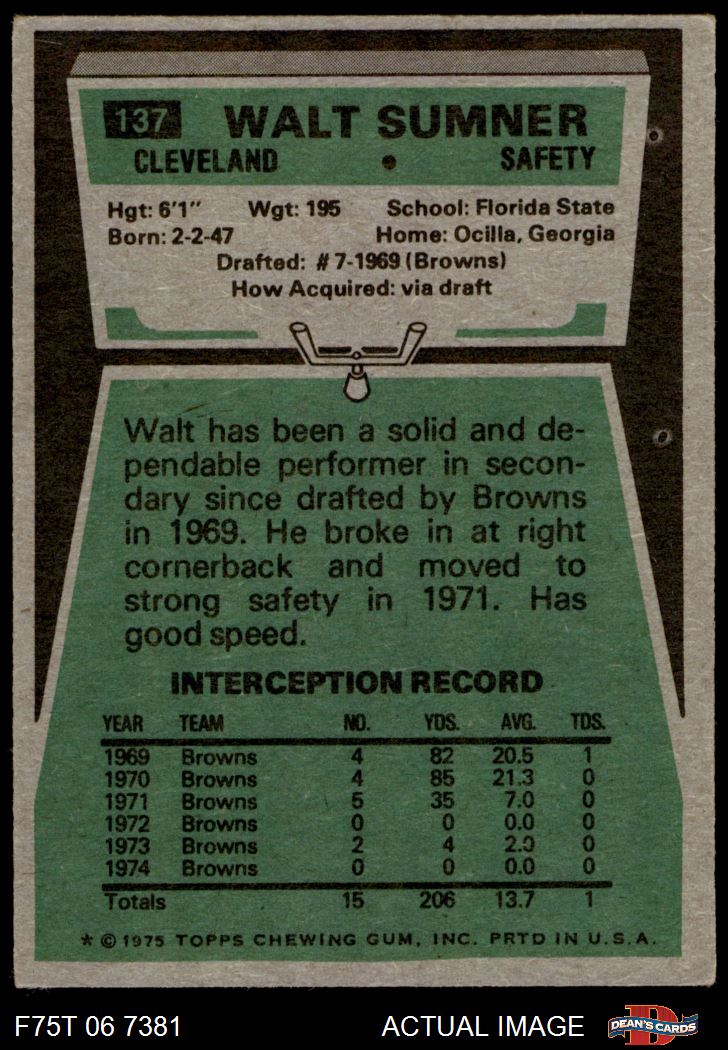 137 WALT SUMNER
CLEVELAND • SAFETY
Hgt: 6'1" Wgt: 195 School: Florida State
Born: 2-2-47 Home: Ocilla, Georgia
Drafted: #7-1969 (Browns)
How Acquired: via draft
Walt has been a solid and de-
pendable performer in secon-
dary since drafted by Browns
in 1969. He broke in at right
cornerback and moved to
strong safety in 1971. Has
good speed.
INTERCEPTION RECORD
YEAR TEAM NO. YDS. AVG. TDS.
1969 Browns 4 82 20.5 1
1970 Browns 4 85 21.3 0
1971 Browns 5 35 7.0 0
1972 Browns 0 0 0.0 0
1973 Browns 2 4 2.0 0
1974 Browns 0 0 0.0 0
Totals 15 206 13.7 1
* © 1975 TOPPS CHEWING GUM, INC. PRTD IN U.S.A.
F75T 06 7381 ACTUAL IMAGE D DEAN'S CARDS